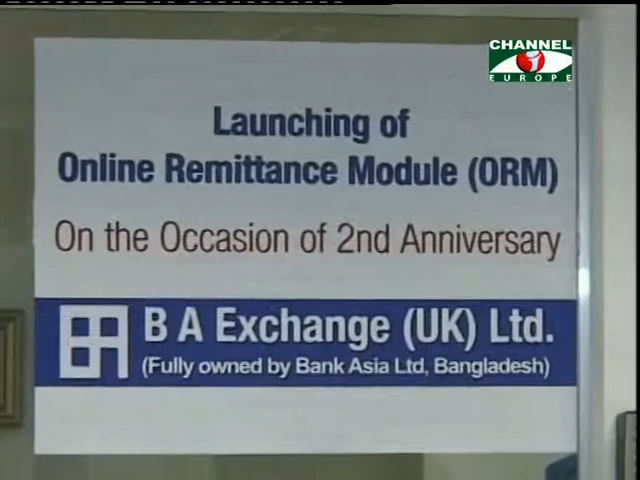 CHANNEL
i
EUROPE
Launching of
Online Remittance Module (ORM)
On the Occasion of 2nd Anniversary
B A Exchange (UK) Ltd.
(Fully owned by Bank Asia Ltd, Bangladesh)